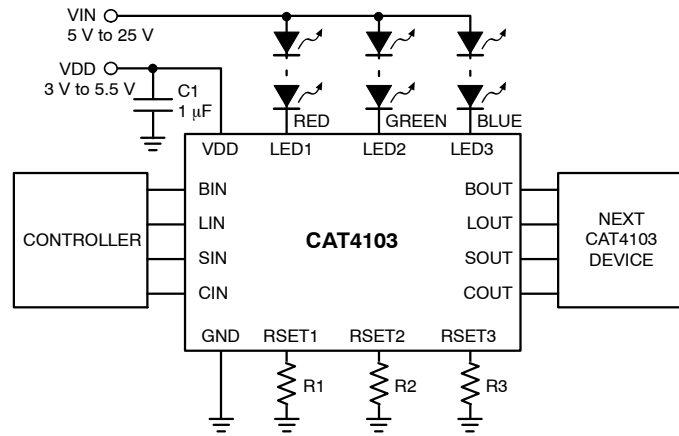 VIN
5 V to 25 V
VDD
3 V to 5.5 V
C1
1 μF
RED
GREEN
BLUE
VDD
LED1
LED2
LED3
CONTROLLER
BIN
LIN
SIN
CIN
CAT4103
BOUT
LOUT
SOUT
COUT
NEXT
CAT4103
DEVICE
GND
RSET1
RSET2
RSET3
R1
R2
R3